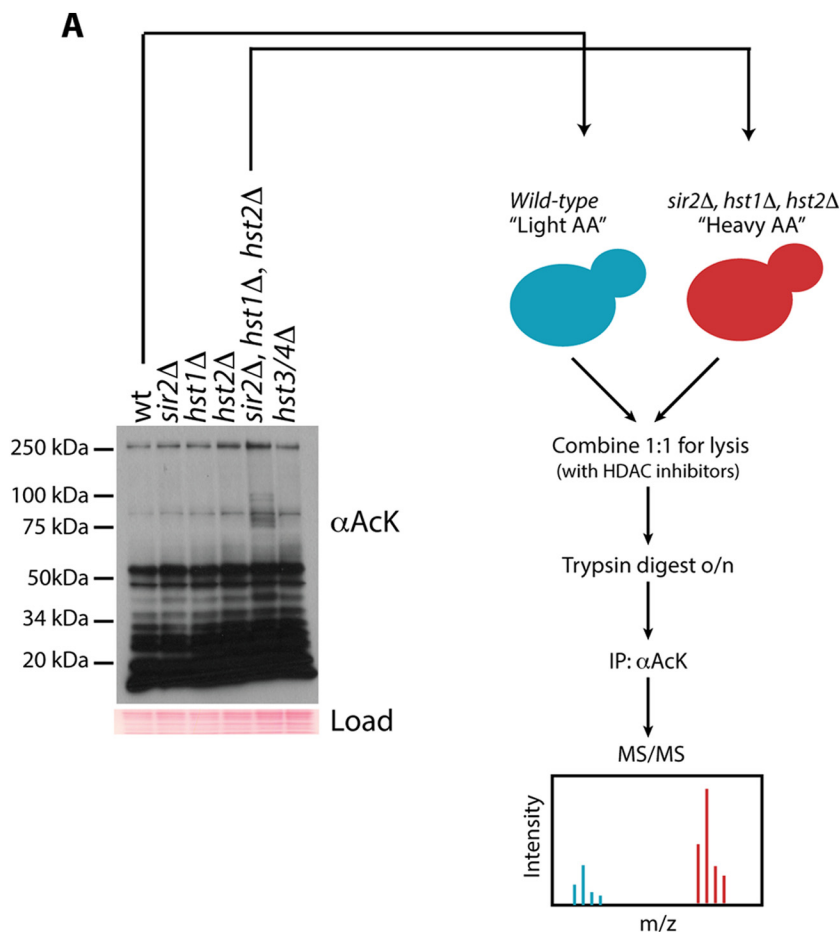 A
Wild-type
"Light AA"
sir2Δ, hst1Δ, hst2Δ
"Heavy AA"
wt
sir2Δ
hst1Δ
hst2Δ
sir2Δ, hst1Δ, hst2Δ
hst3/4Δ
250 kDa
100 kDa
75 kDa
50kDa
34 kDa
20 kDa
αAcK
Load
Combine 1:1 for lysis
(with HDAC inhibitors)
Trypsin digest o/n
IP: αAcK
MS/MS
Intensity
m/z